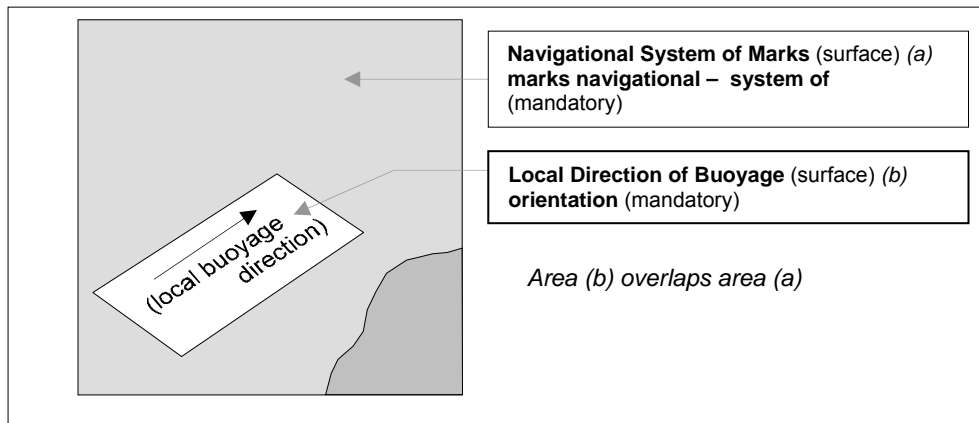 Navigational System of Marks (surface) (a)
marks navigational – system of
(mandatory)
Local Direction of Buoyage (surface) (b)
orientation (mandatory)
(local buoyage
direction)
Area (b) overlaps area (a)